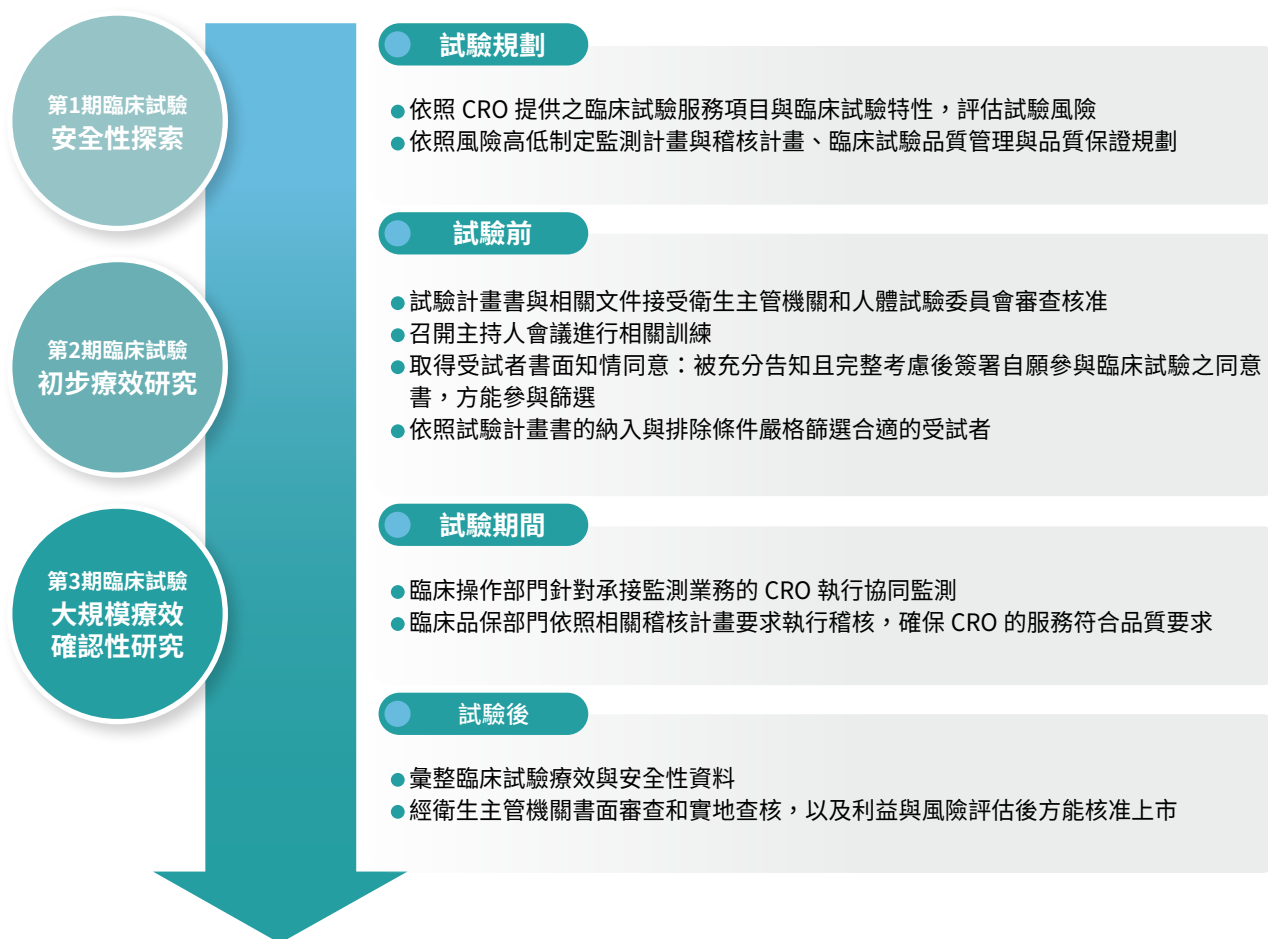 第1期臨床試驗
安全性探索
第2期臨床試驗
初步療效研究
第3期臨床試驗
大規模療效
確認性研究
試驗規劃
●依照 CRO 提供之臨床試驗服務項目與臨床試驗特性，評估試驗風險
●依照風險高低制定監測計畫與稽核計畫、臨床試驗品質管理與品質保證規劃
試驗前
●試驗計畫書與相關文件接受衛生主管機關和人體試驗委員會審查核准
●召開主持人會議進行相關訓練
●取得受試者書面知情同意：被充分告知且完整考慮後簽署自願參與臨床試驗之同意
書，方能參與篩選
●依照試驗計畫書的納入與排除條件嚴格篩選合適的受試者
試驗期間
●臨床操作部門針對承接監測業務的 CRO 執行協同監測
●臨床品保部門依照相關稽核計畫要求執行稽核，確保 CRO 的服務符合品質要求
試驗後
●彙整臨床試驗療效與安全性資料
●經衛生主管機關書面審查和實地查核，以及利益與風險評估後方能核准上市